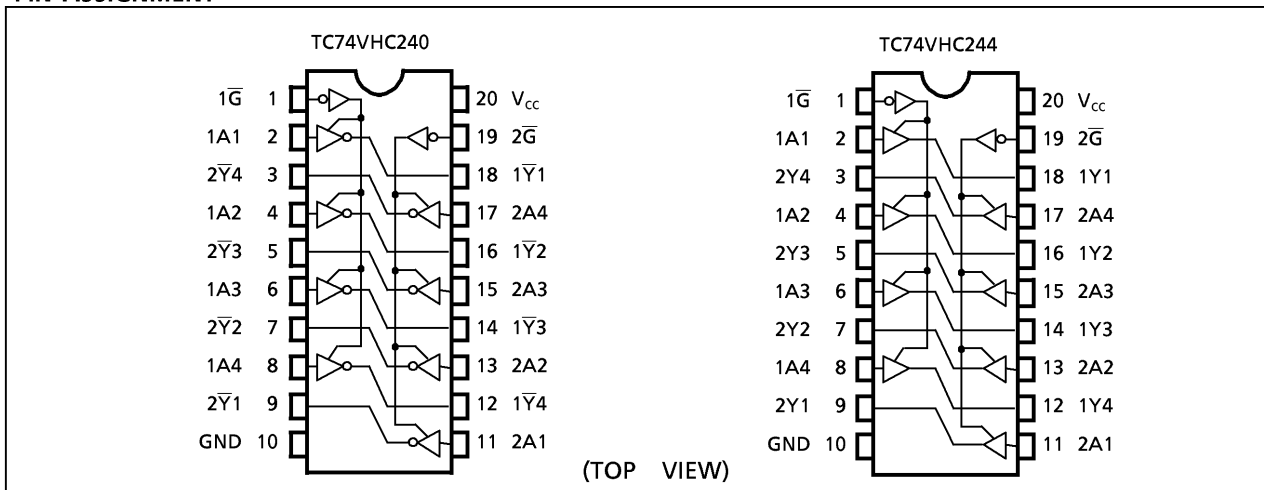 TC74VHC240
1G̅ 1
1A1 2
2Y̅4 3
1A2 4
2Y̅3 5
1A3 6
2Y̅2 7
1A4 8
2Y̅1 9
GND 10
20 VCC
19 2G̅
18 1Y̅1
17 2A4
16 1Y̅2
15 2A3
14 1Y̅3
13 2A2
12 1Y̅4
11 2A1
TC74VHC244
1G̅ 1
1A1 2
2Y4 3
1A2 4
2Y3 5
1A3 6
2Y2 7
1A4 8
2Y1 9
GND 10
20 VCC
19 2G̅
18 1Y1
17 2A4
16 1Y2
15 2A3
14 1Y3
13 2A2
12 1Y4
11 2A1
(TOP VIEW)